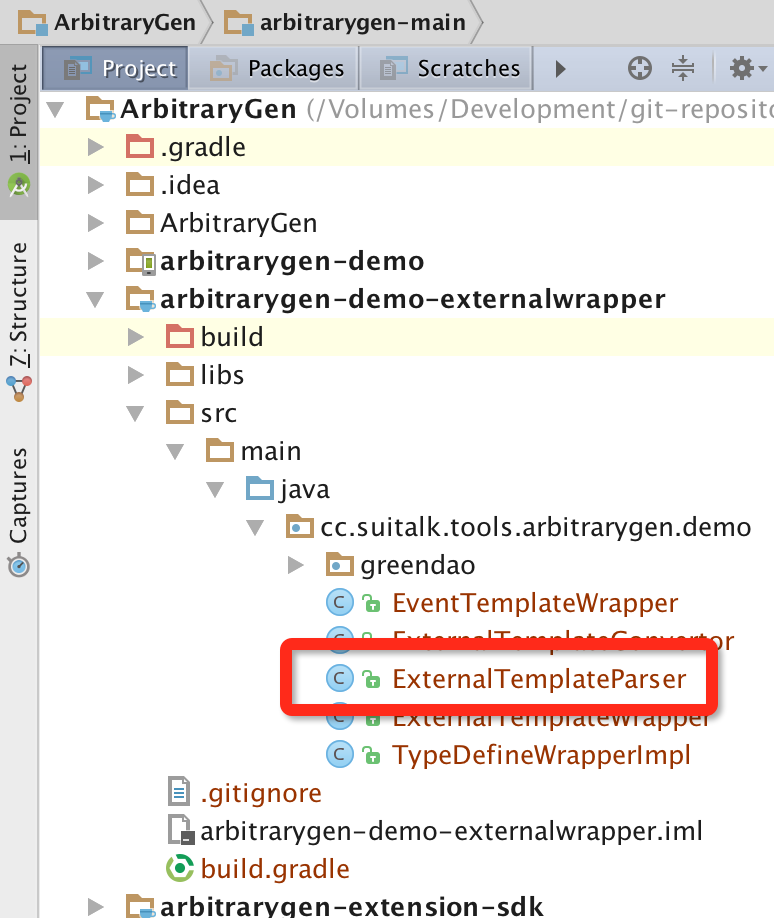 ArbitraryGen arbitrarygen-main
Project Packages Scratches
1: Project
7: Structure
Captures
ArbitraryGen (/Volumes/Development/git-reposito
.gradle
.idea
ArbitraryGen
arbitrarygen-demo
arbitrarygen-demo-externalwrapper
build
libs
src
main
java
cc.suitalk.tools.arbitrarygen.demo
greendao
C EventTemplateWrapper
C ExternalTemplateConvertor
C ExternalTemplateParser
C ExternalTemplateWrapper
C TypeDefineWrapperImpl
.gitignore
arbitrarygen-demo-externalwrapper.iml
build.gradle
arbitrarygen-extension-sdk